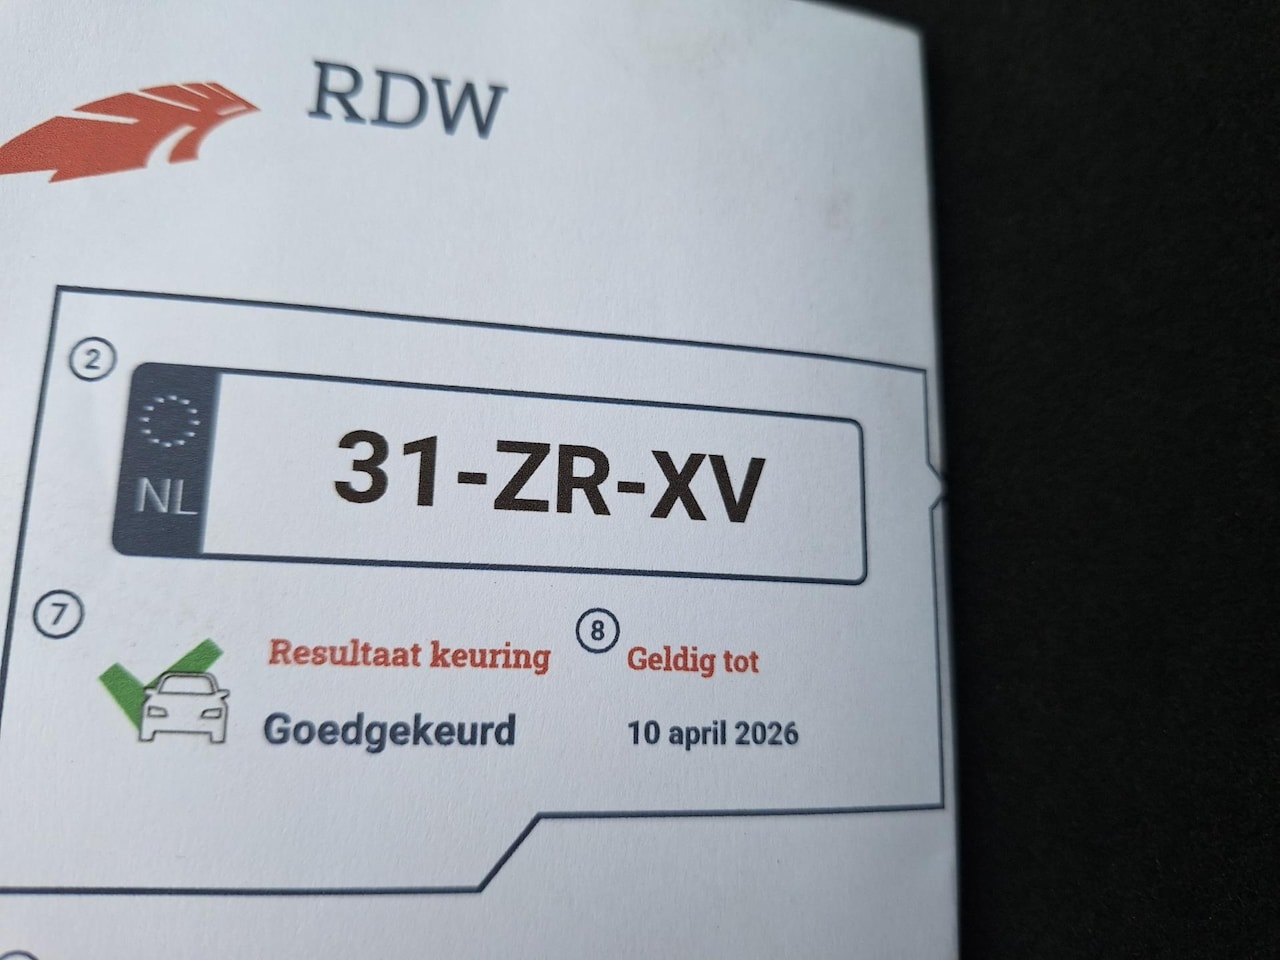 RDW
2
NL
31-ZR-XV
7
Resultaat keuring
8
Geldig tot
Goedgekeurd
10 april 2026